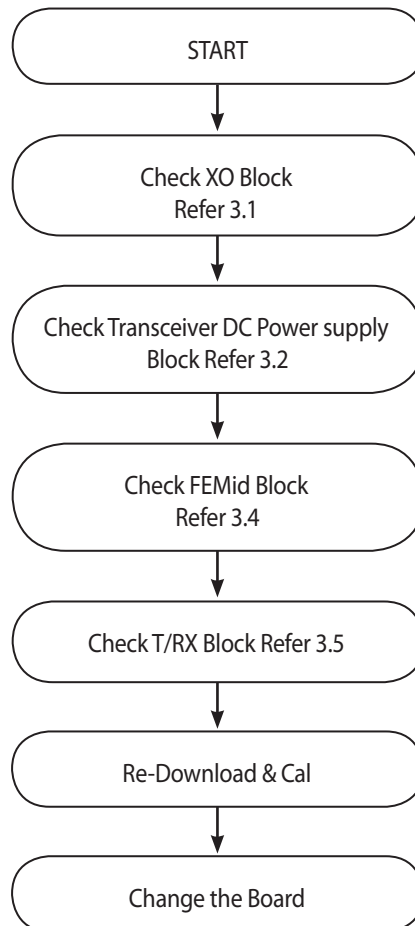 START
Check XO Block
Refer 3.1
Check Transceiver DC Power supply
Block Refer 3.2
Check FEMid Block
Refer 3.4
Check T/RX Block Refer 3.5
Re-Download & Cal
Change the Board